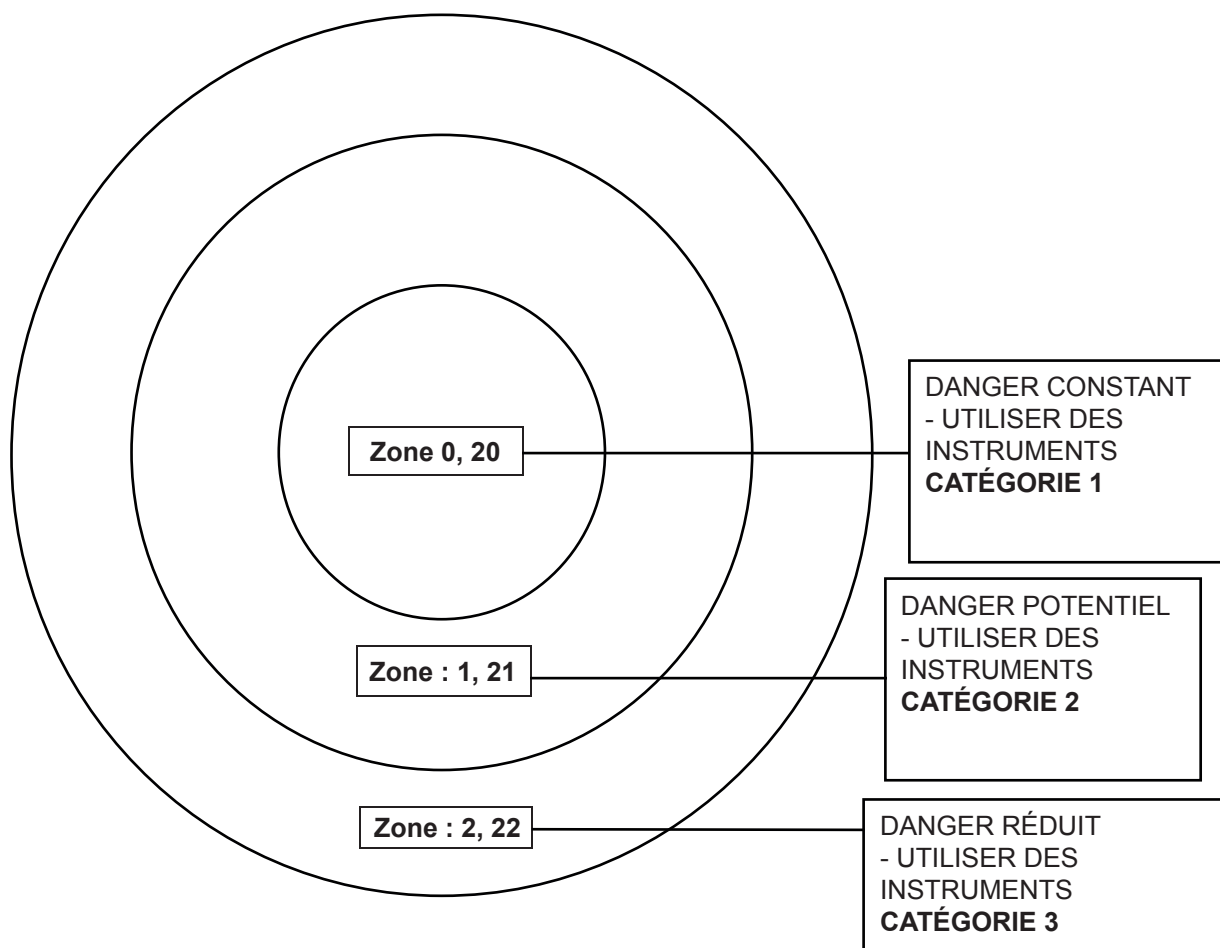 Zone 0, 20
DANGER CONSTANT
- UTILISER DES
INSTRUMENTS
CATÉGORIE 1
Zone : 1, 21
DANGER POTENTIEL
- UTILISER DES
INSTRUMENTS
CATÉGORIE 2
Zone : 2, 22
DANGER RÉDUIT
- UTILISER DES
INSTRUMENTS
CATÉGORIE 3